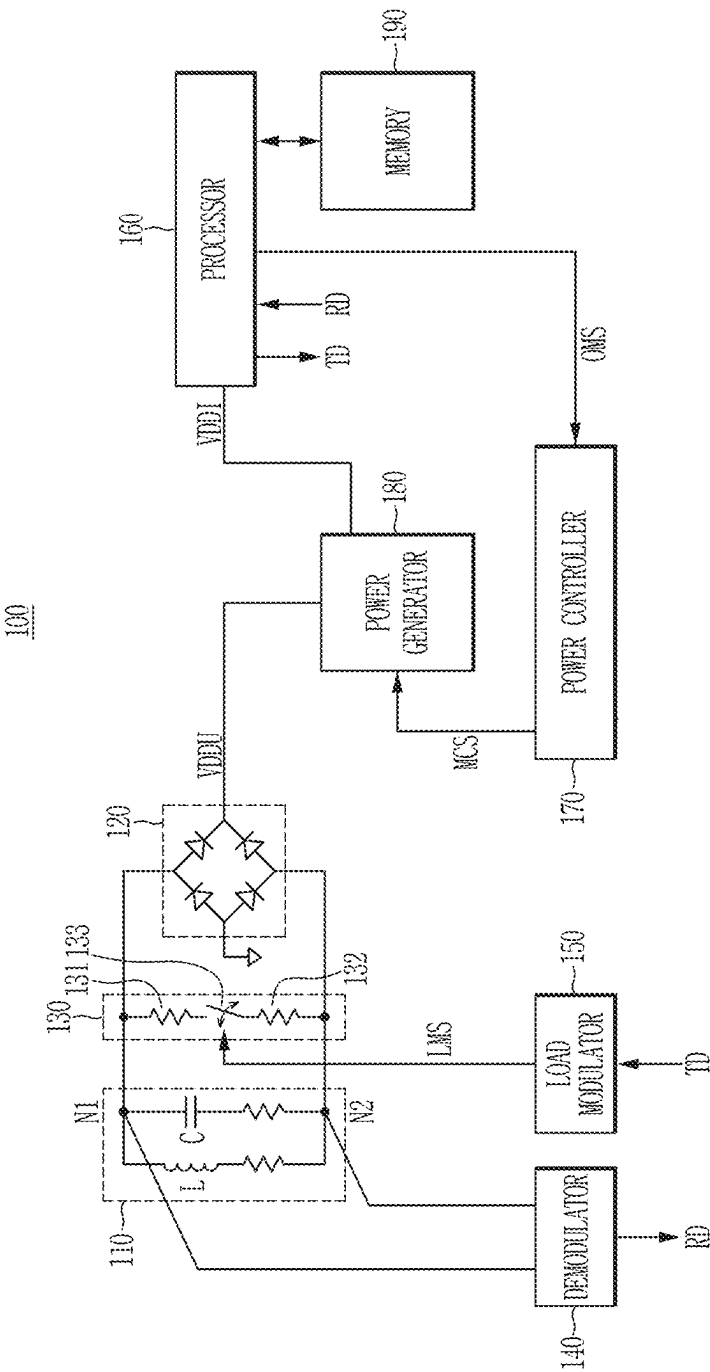 100
110
L
C
N1
N2
130
131
133
132
120
VDDU
VDDI
160
PROCESSOR
TD
RD
MEMORY
190
POWER
GENERATOR
180
MCS
OMS
POWER CONTROLLER
170
LMS
LOAD
MODULATOR
150
TD
DEMODULATOR
140
RD